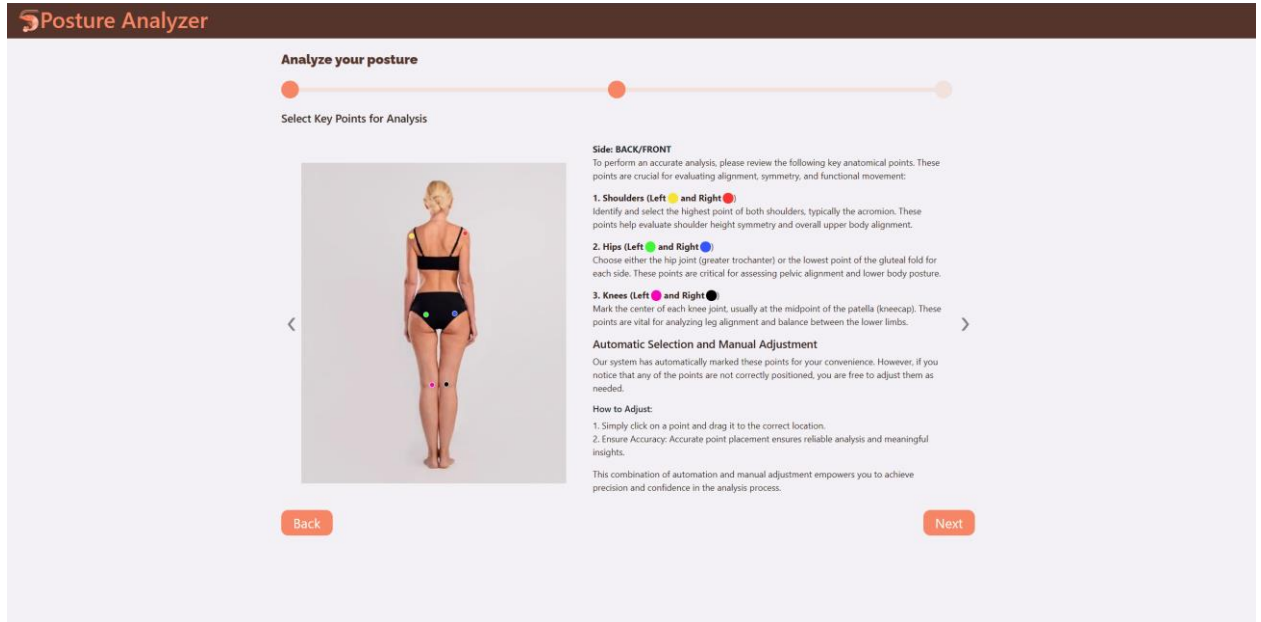 Posture Analyzer
Analyze your posture
Select Key Points for Analysis
Side: BACK/FRONT
To perform an accurate analysis, please review the following key anatomical points. These
points are crucial for evaluating alignment, symmetry, and functional movement:
1. Shoulders (Left and Right)
Identify and select the highest point of both shoulders, typically the acromion. These
points help evaluate shoulder height symmetry and overall upper body alignment.
2. Hips (Left and Right)
Choose either the hip joint (greater trochanter) or the lowest point of the gluteal fold for
each side. These points are critical for assessing pelvic alignment and lower body posture.
3. Knees (Left and Right)
Mark the center of each knee joint, usually at the midpoint of the patella (kneecap). These
points are vital for analyzing leg alignment and balance between the lower limbs.
Automatic Selection and Manual Adjustment
Our system has automatically marked these points for your convenience. However, if you
notice that any of the points are not correctly positioned, you are free to adjust them as
needed.
How to Adjust:
1. Simply click on a point and drag it to the correct location.
2. Ensure Accuracy: Accurate point placement ensures reliable analysis and meaningful
insights.
This combination of automation and manual adjustment empowers you to achieve
precision and confidence in the analysis process.
Back
Next